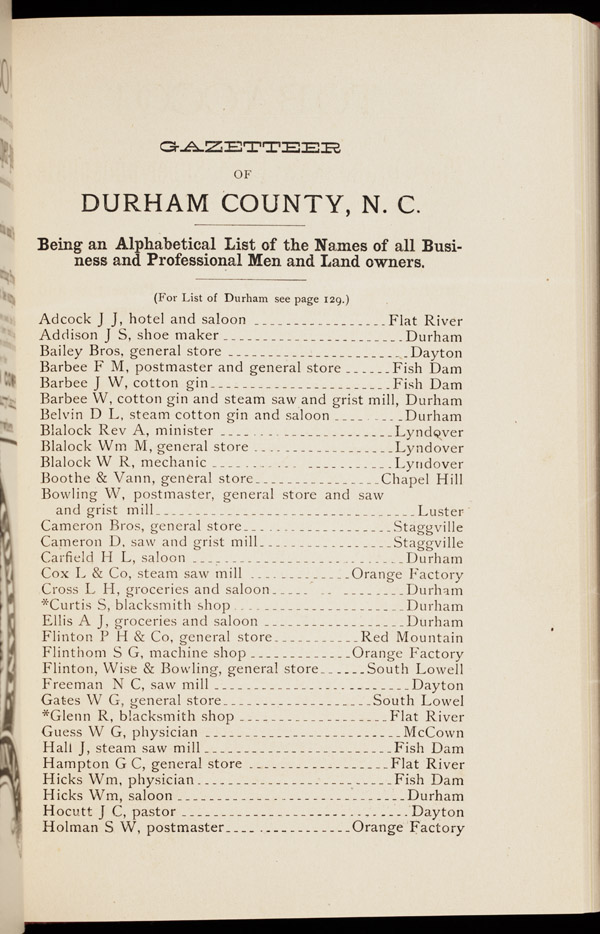 GAZETTEER
OF
DURHAM COUNTY, N. C.
Being an Alphabetical List of the Names of all Busi-
ness and Professional Men and Land owners.
(For List of Durham see page 129.)
Adcock J J, hotel and saloon ................ Flat River
Addison J S, shoe maker ................ Durham
Bailey Bros, general store ................ Dayton
Barbee F M, postmaster and general store ...... Fish Dam
Barbee J W, cotton gin ................ Fish Dam
Barbee W, cotton gin and steam saw and grist mill, Durham
Belvin D L, steam cotton gin and saloon ......... Durham
Blalock Rev A, minister ................ Lyndover
Blalock Wm M, general store ................ Lyndover
Blalock W R, mechanic ................ Lyndover
Boothe & Vann, general store ................ Chapel Hill
Bowling W, postmaster, general store and saw
and grist mill ................ Luster
Cameron Bros, general store ................ Staggville
Cameron D, saw and grist mill ................ Staggville
Carfield H L, saloon ................ Durham
Cox L & Co, steam saw mill ............ Orange Factory
Cross L H, groceries and saloon ................ Durham
*Curtis S, blacksmith shop ................ Durham
Ellis A J, groceries and saloon ................ Durham
Flinton P H & Co, general store ........... Red Mountain
Flinthom S G, machine shop ............ Orange Factory
Flinton, Wise & Bowling, general store ...... South Lowell
Freeman N C, saw mill ................ Dayton
Gates W G, general store ................ South Lowel
*Glenn R, blacksmith shop ................ Flat River
Guess W G, physician ................ McCown
Hall J, steam saw mill ................ Fish Dam
Hampton G C, general store ................ Flat River
Hicks Wm, physician ................ Fish Dam
Hicks Wm, saloon ................ Durham
Hocutt J C, pastor ................ Dayton
Holman S W, postmaster ................ Orange Factory